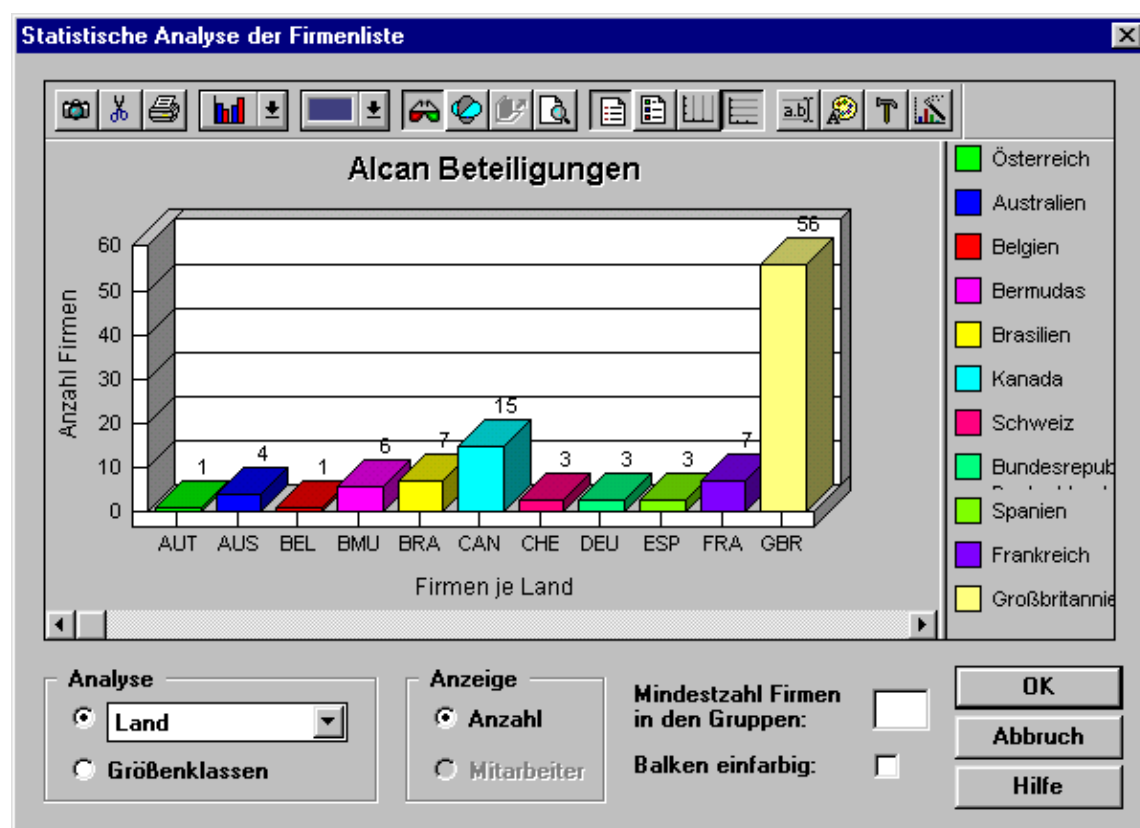 Statistische Analyse der Firmenliste
a.b
A
Alcan Beteiligungen
Anzahl Firmen
60
50
40
30
20
10
0
1
4
1
6
7
15
3
3
3
7
56
AUT AUS BEL BMU BRA CAN CHE DEU ESP FRA GBR
Firmen je Land
Österreich
Australien
Belgien
Bermudas
Brasilien
Kanada
Schweiz
Bundesrepub
Spanien
Frankreich
Großbritannie
Analyse
Land
Größenklassen
Anzeige
Anzahl
Mitarbeiter
Mindestzahl Firmen
in den Gruppen:
Balken einfarbig:
OK
Abbruch
Hilfe